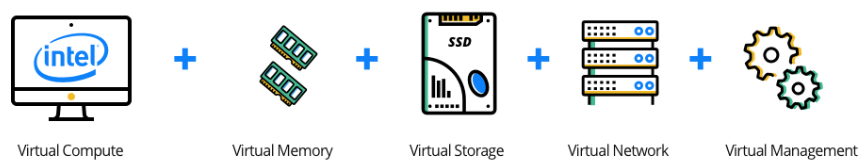 intel
SSD
Virtual Compute
Virtual Memory
Virtual Storage
Virtual Network
Virtual Management